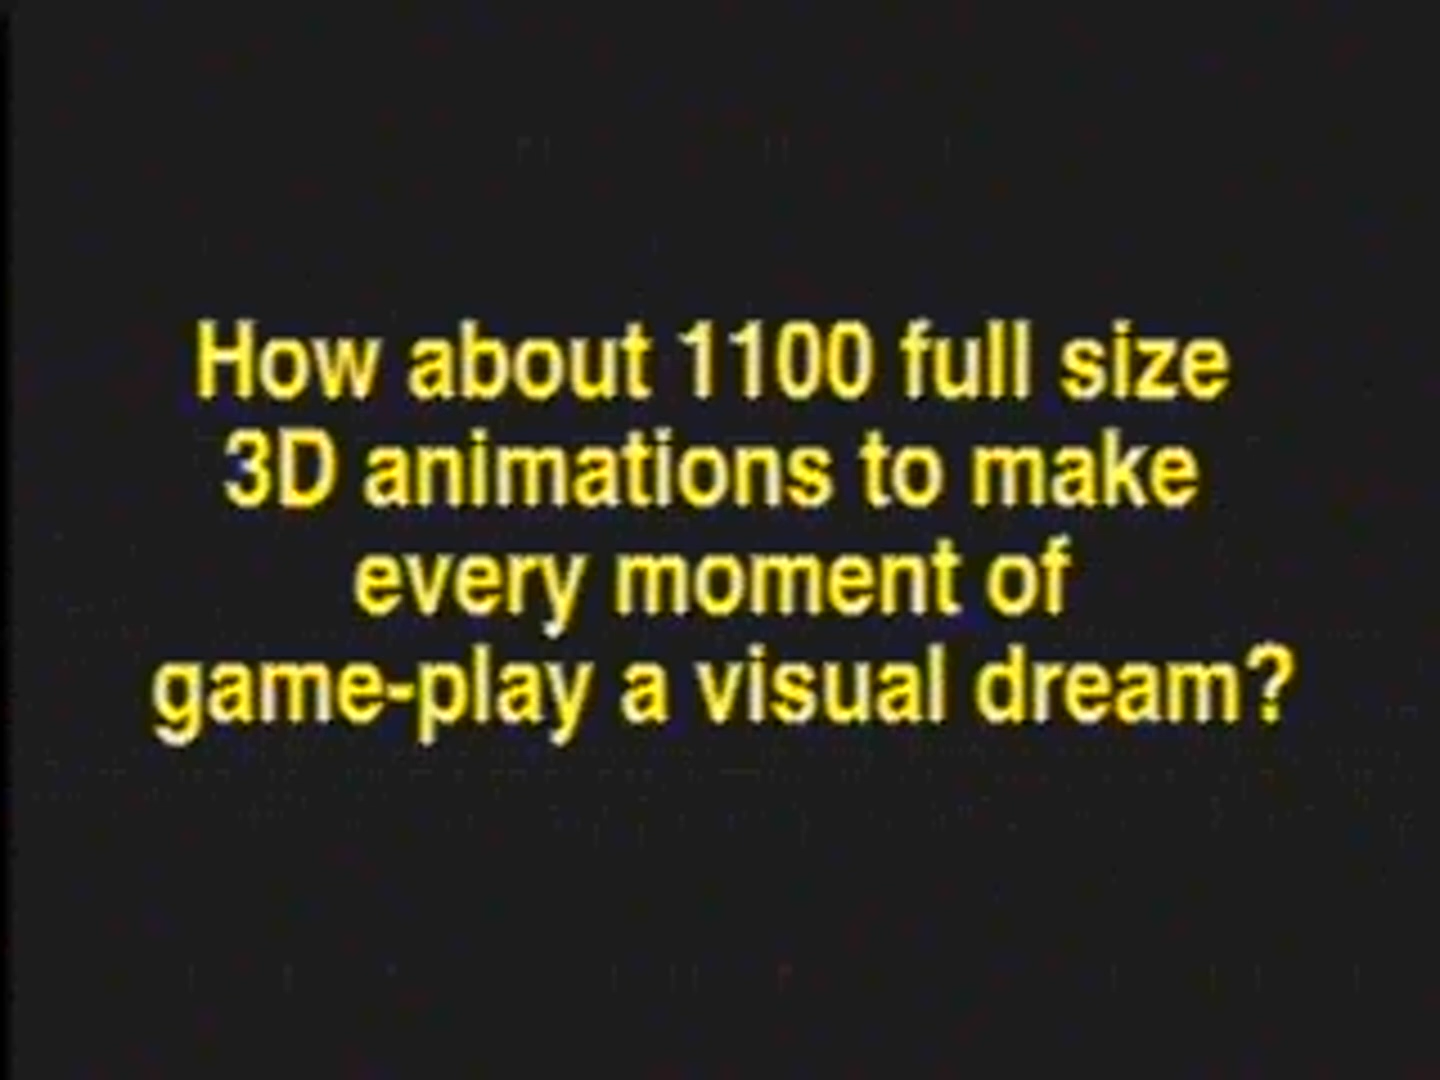 How about 1100 full size
3D animations to make
every moment of
game-play a visual dream?